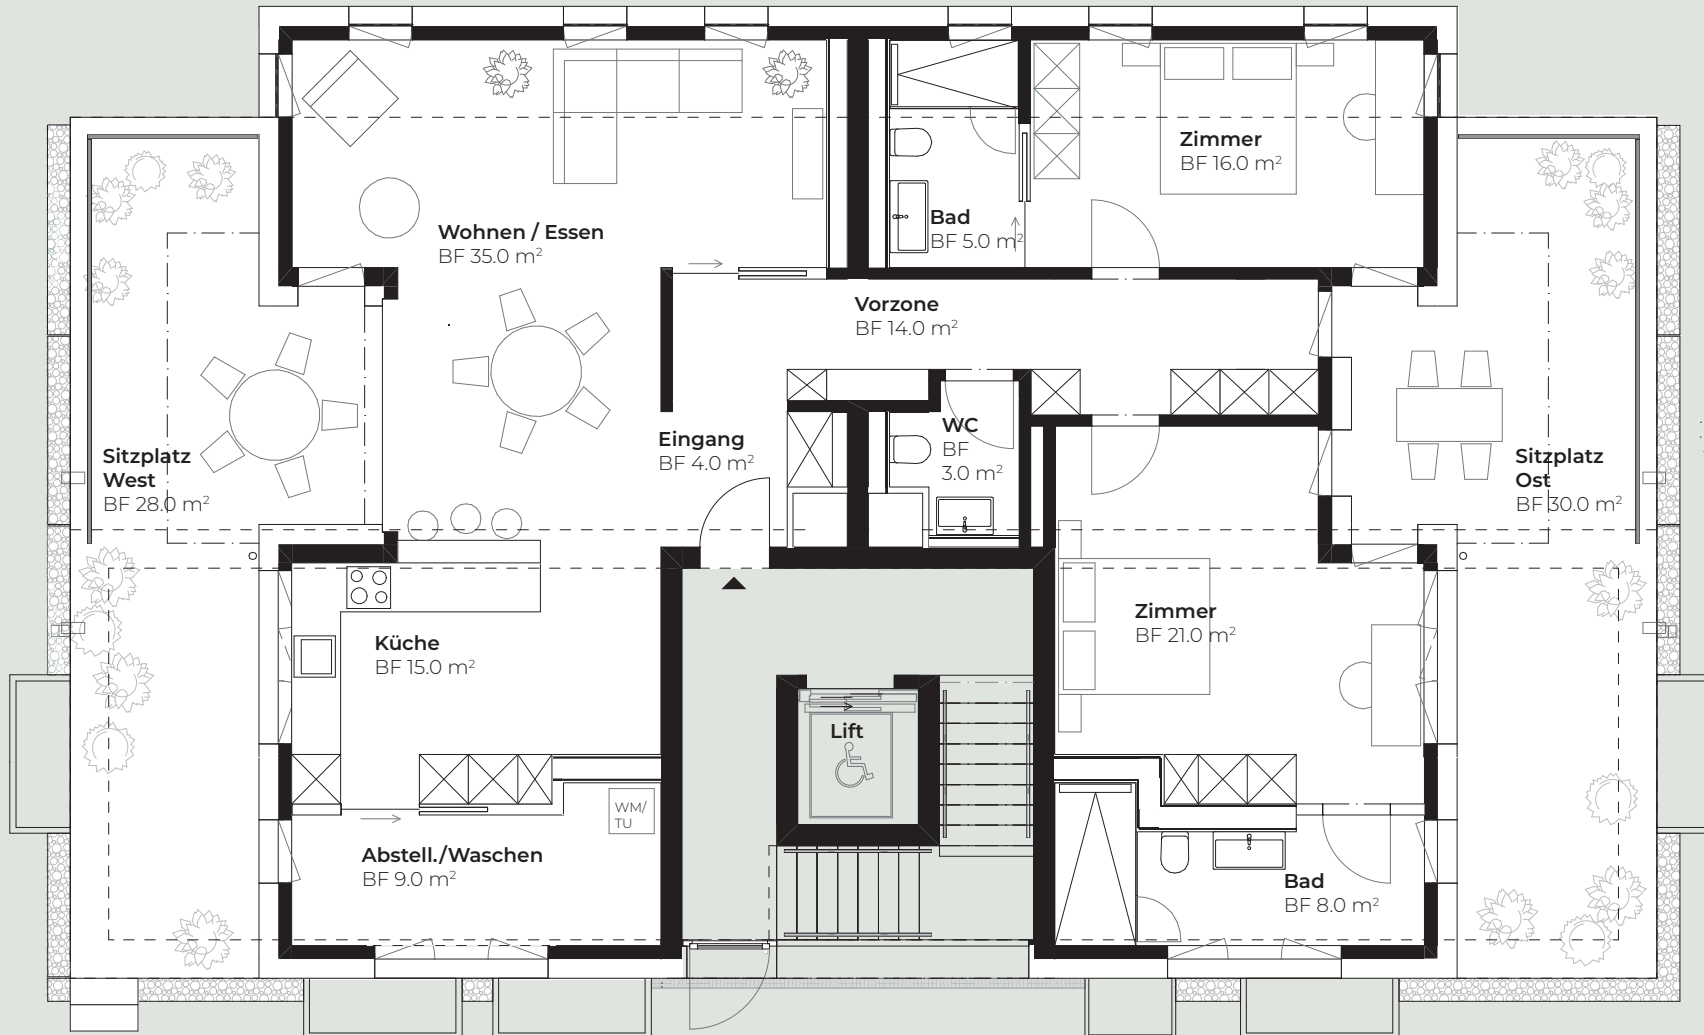 Zimmer
BF 16.0 m²
Bad
BF 5.0 m²
Wohnen / Essen
BF 35.0 m²
Vorzone
BF 14.0 m²
Eingang
BF 4.0 m²
WC
BF
3.0 m²
Sitzplatz
West
BF 28.0 m²
Sitzplatz
Ost
BF 30.0 m²
Küche
BF 15.0 m²
Zimmer
BF 21.0 m²
Lift
WM/
TU
Abstell./Waschen
BF 9.0 m²
Bad
BF 8.0 m²